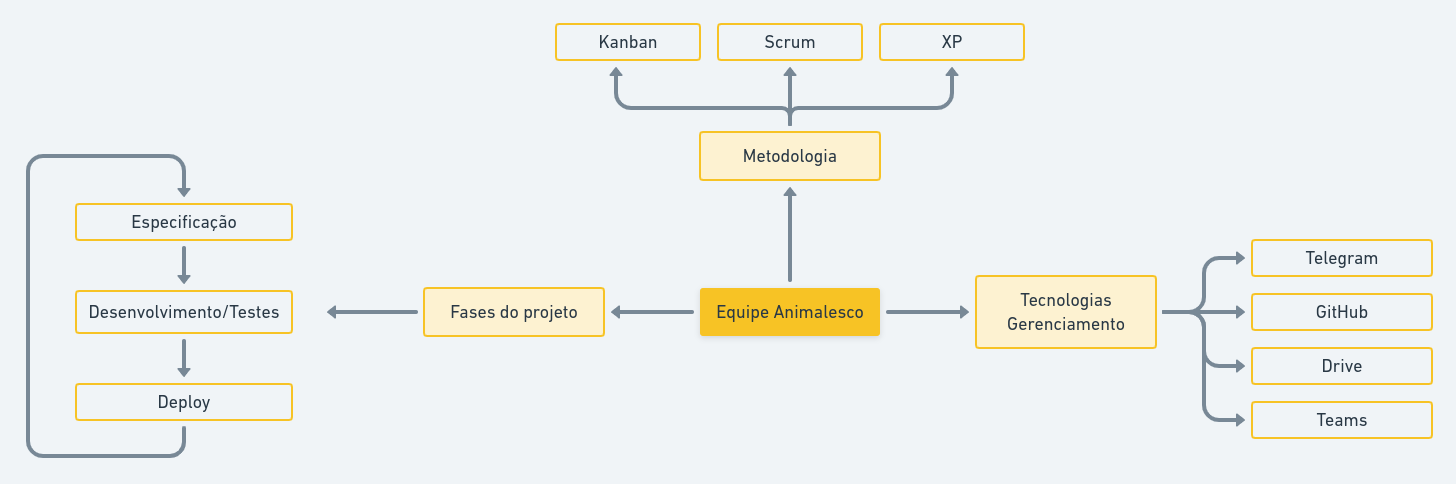 Kanban
Scrum
XP
Metodologia
Especificação
Desenvolvimento/Testes
Deploy
Fases do projeto
Equipe Animalesco
Tecnologias
Gerenciamento
Telegram
GitHub
Drive
Teams